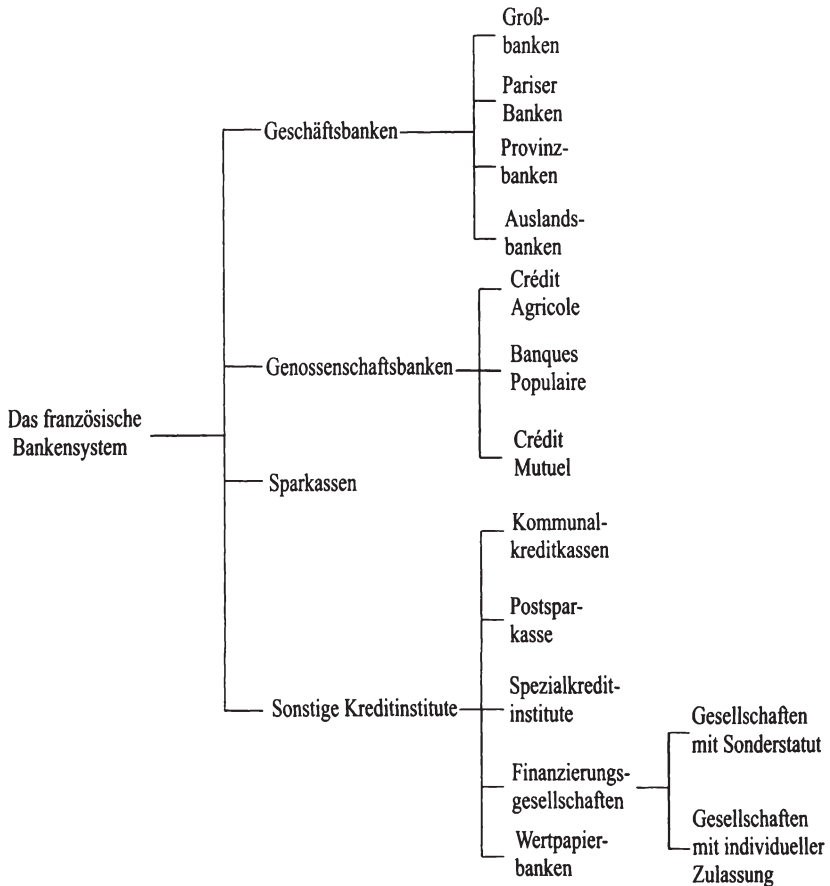 Groß-
banken
Pariser
Banken
Geschäftsbanken
Provinz-
banken
Auslands-
banken
Crédit
Agricole
Genossenschaftsbanken
Banques
Populaire
Das französische
Bankensystem
Crédit
Mutuel
Sparkassen
Kommunal-
kreditkassen
Postspar-
kasse
Sonstige Kreditinstitute
Spezialkredit-
institute
Finanzierungs-
gesellschaften
Gesellschaften
mit Sonderstatut
Gesellschaften
mit individueller
Zulassung
Wertpapier-
banken